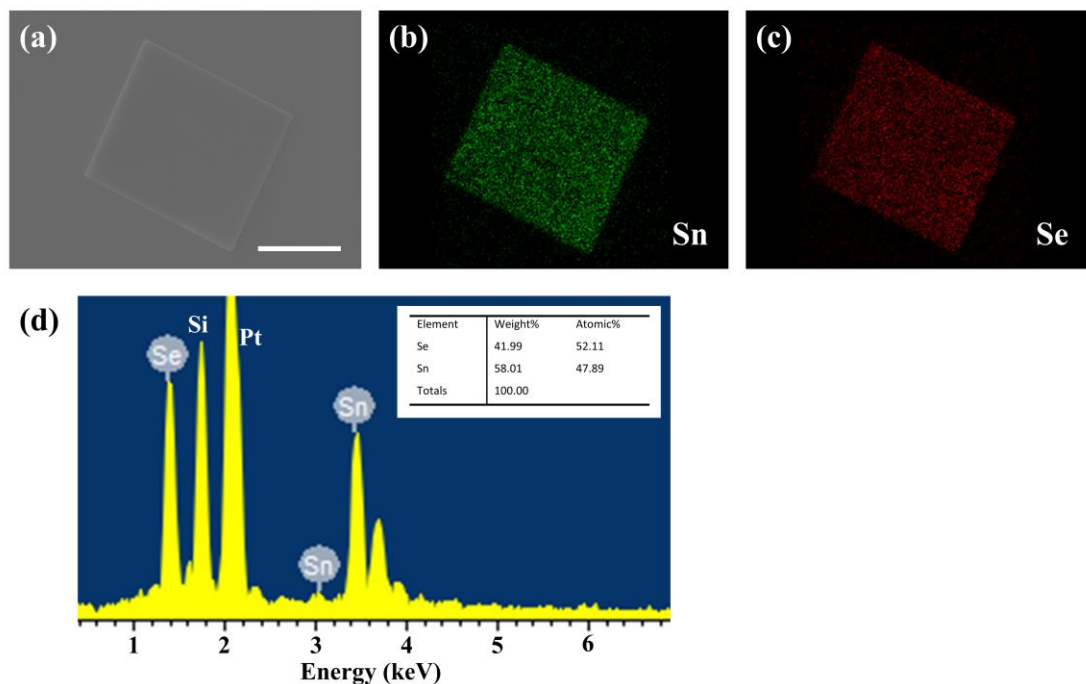 (a)
(b)
Sn
(c)
Se
(d)
Se
Si
Pt
Sn
Sn
Element Weight% Atomic%
Se 41.99 52.11
Sn 58.01 47.89
Totals 100.00
1 2 3 4 5 6
Energy (keV)